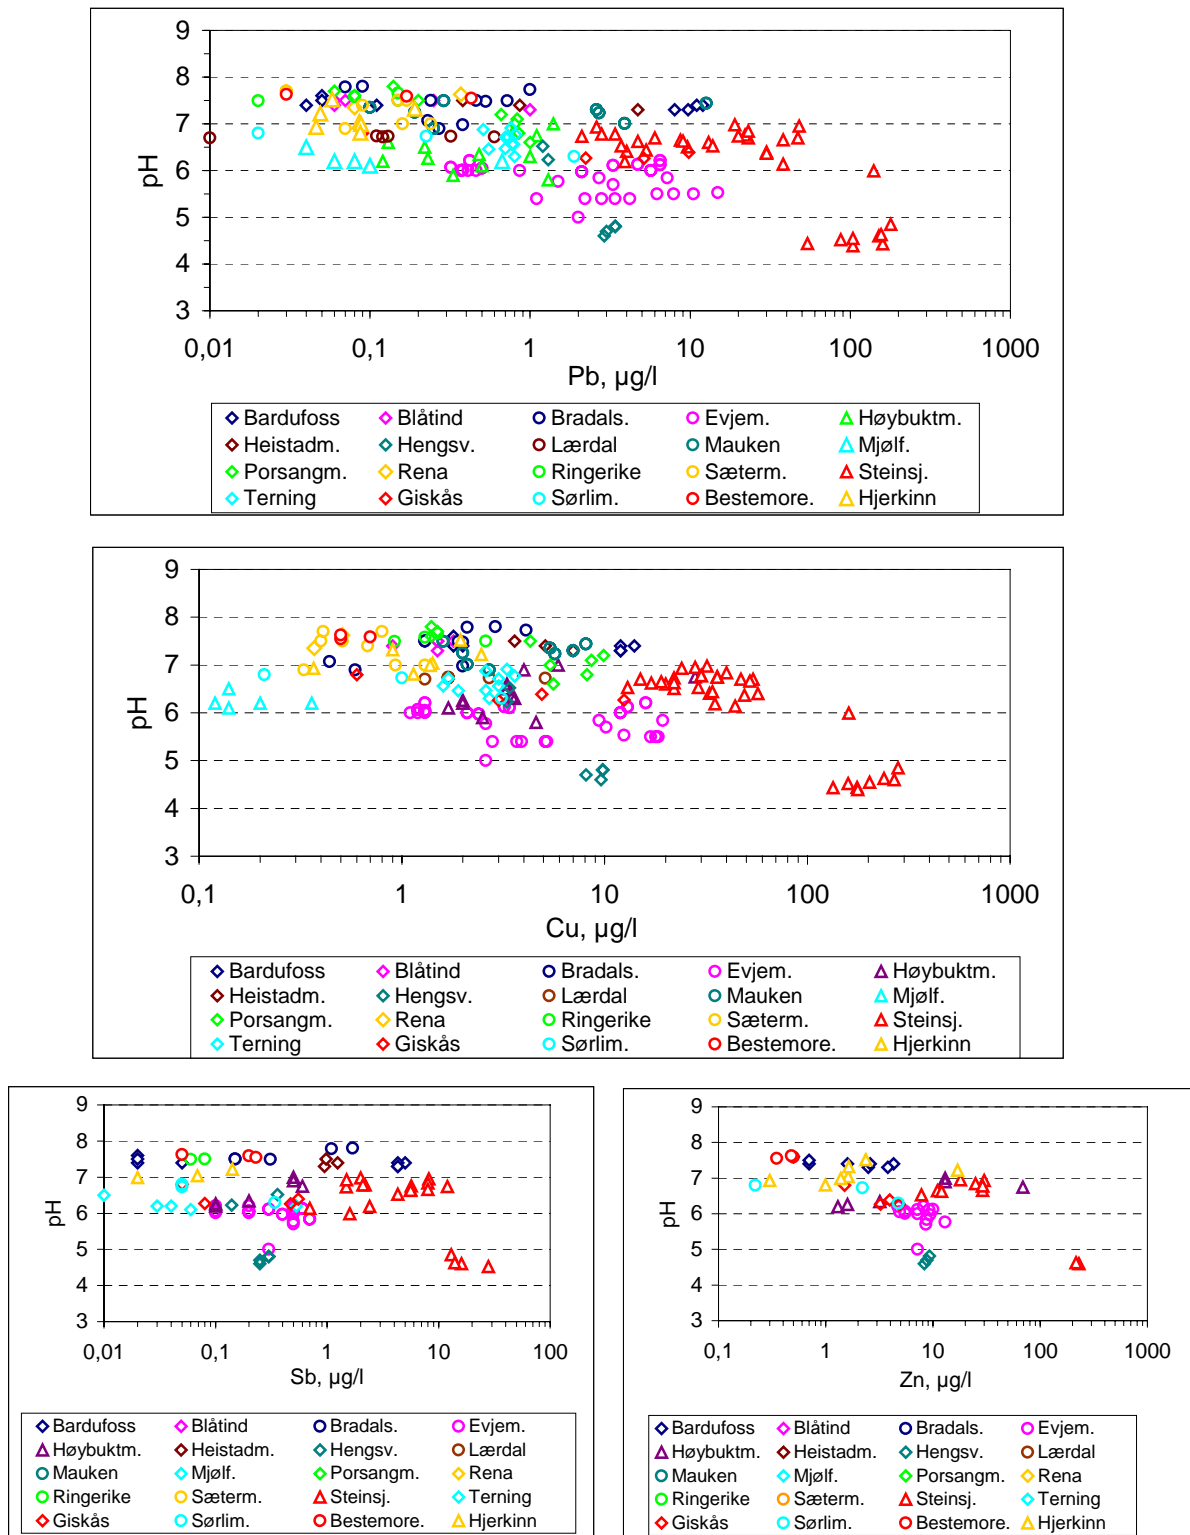 9
8
7
6
5
4
3
pH
0,01 0,1 1 10 100 1000
Pb, µg/l
Bardufoss Blåtind Bradals. Evjem. Høybuktm.
Heistadm. Hengsv. Lærdal Mauken Mjølf.
Porsangm. Rena Ringerike Sæterm. Steinsj.
Terning Giskås Sørlim. Bestemore. Hjerkinn
9
8
7
6
5
4
3
pH
0,1 1 10 100 1000
Cu, µg/l
Bardufoss Blåtind Bradals. Evjem. Høybuktm.
Heistadm. Hengsv. Lærdal Mauken Mjølf.
Porsangm. Rena Ringerike Sæterm. Steinsj.
Terning Giskås Sørlim. Bestemore. Hjerkinn
9
8
7
6
5
4
3
pH
0,01 0,1 1 10 100
Sb, µg/l
Bardufoss Blåtind Bradals. Evjem.
Høybuktm. Heistadm. Hengsv. Lærdal
Mauken Mjølf. Porsangm. Rena
Ringerike Sæterm. Steinsj. Terning
Giskås Sørlim. Bestemore. Hjerkinn
9
8
7
6
5
4
3
pH
0,1 1 10 100 1000
Zn, µg/l
Bardufoss Blåtind Bradals. Evjem.
Høybuktm. Heistadm. Hengsv. Lærdal
Mauken Mjølf. Porsangm. Rena
Ringerike Sæterm. Steinsj. Terning
Giskås Sørlim. Bestemore. Hjerkinn